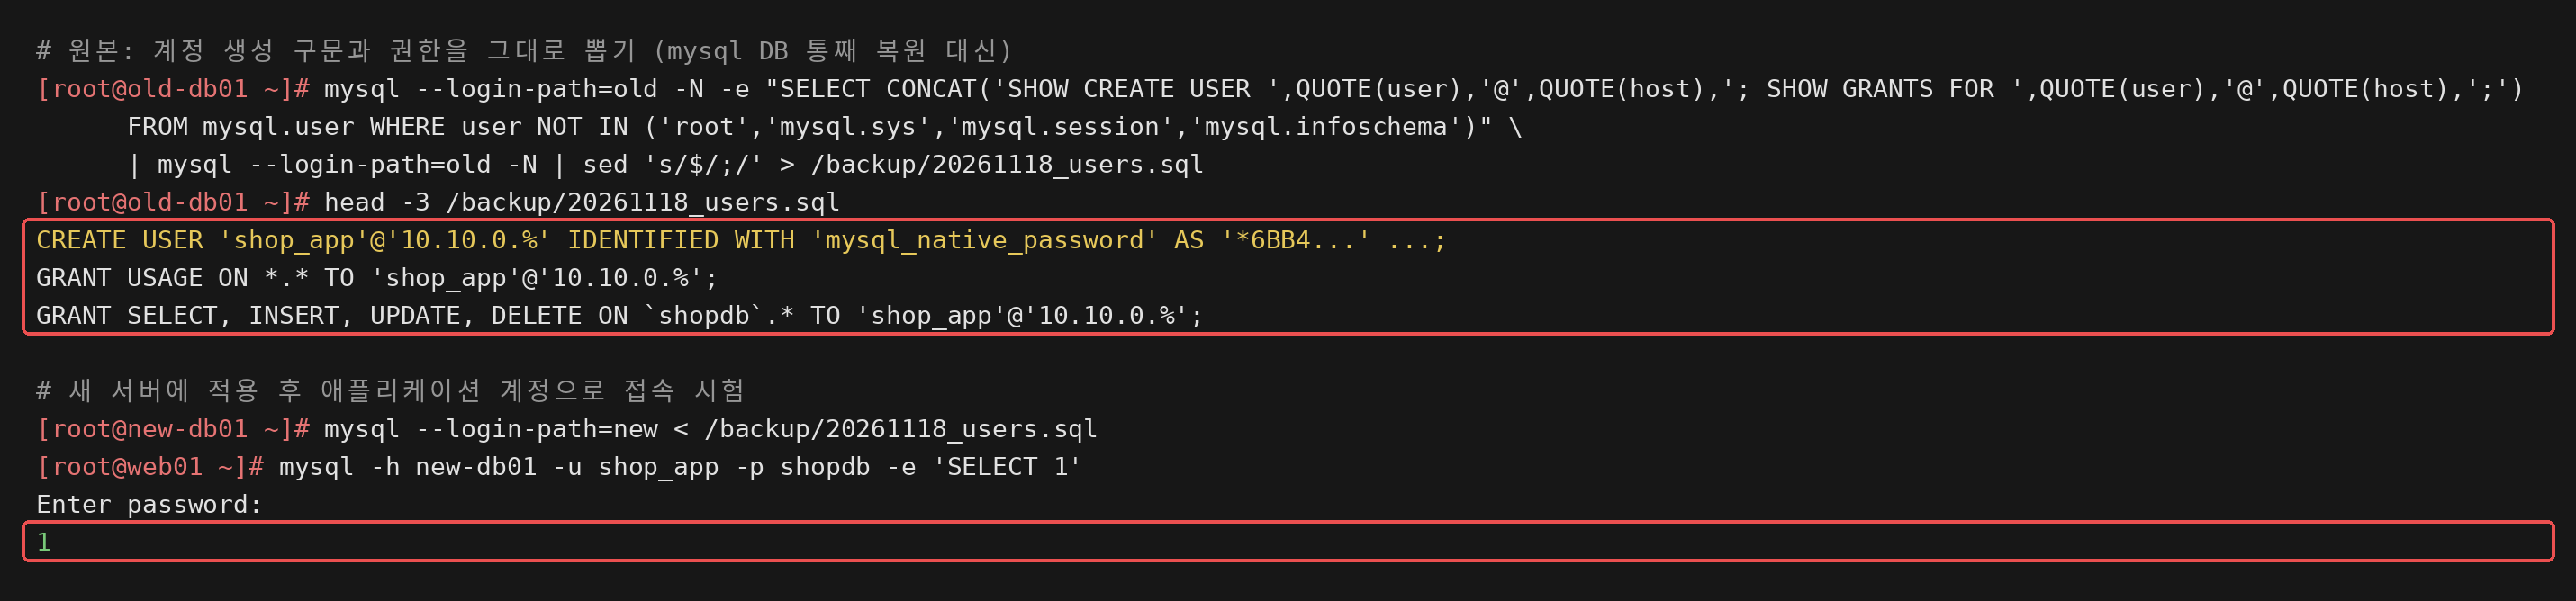 # 원본: 계정 생성 구문과 권한을 그대로 뽑기 (mysql DB 통째 복원 대신)
[root@old-db01 ~]# mysql --login-path=old -N -e "SELECT CONCAT('SHOW CREATE USER ',QUOTE(user),'@',QUOTE(host),'; SHOW GRANTS FOR ',QUOTE(user),'@',QUOTE(host),';')
FROM mysql.user WHERE user NOT IN ('root','mysql.sys','mysql.session','mysql.infoschema')" \
| mysql --login-path=old -N | sed 's/$/;/' > /backup/20261118_users.sql
[root@old-db01 ~]# head -3 /backup/20261118_users.sql
CREATE USER 'shop_app'@'10.10.0.%' IDENTIFIED WITH 'mysql_native_password' AS '*6BB4...' ...;
GRANT USAGE ON *.* TO 'shop_app'@'10.10.0.%';
GRANT SELECT, INSERT, UPDATE, DELETE ON `shopdb`.* TO 'shop_app'@'10.10.0.%';
# 새 서버에 적용 후 애플리케이션 계정으로 접속 시험
[root@new-db01 ~]# mysql --login-path=new < /backup/20261118_users.sql
[root@web01 ~]# mysql -h new-db01 -u shop_app -p shopdb -e 'SELECT 1'
Enter password:
1